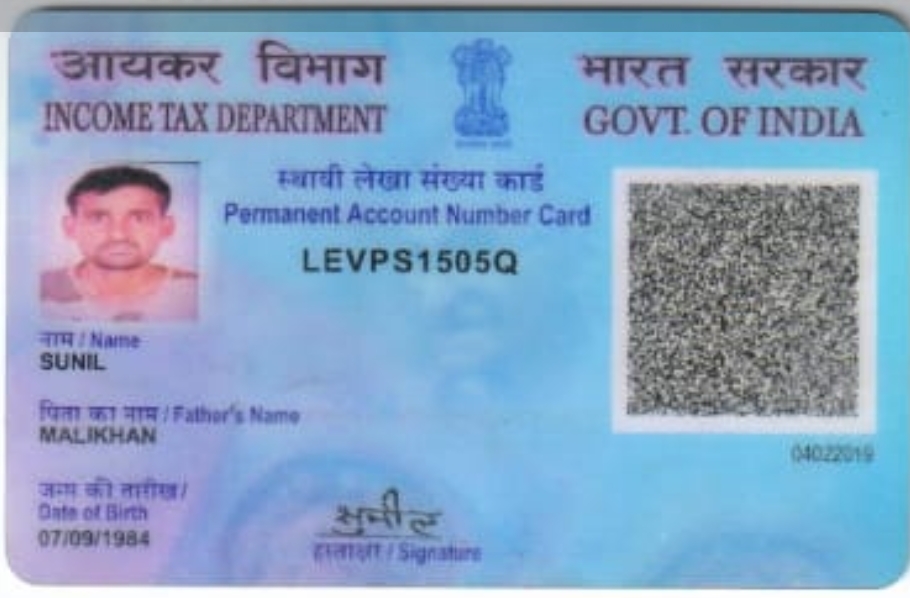 आयकर विभाग
INCOME TAX DEPARTMENT
भारत सरकार
GOVT. OF INDIA
स्थायी लेखा संख्या कार्ड
Permanent Account Number Card
LEVPS1505Q
नाम / Name
SUNIL
पिता का नाम / Father's Name
MALIKHAN
04022019
जन्म की तारीख /
Date of Birth
07/09/1984
सुनील
हस्ताक्षर / Signature